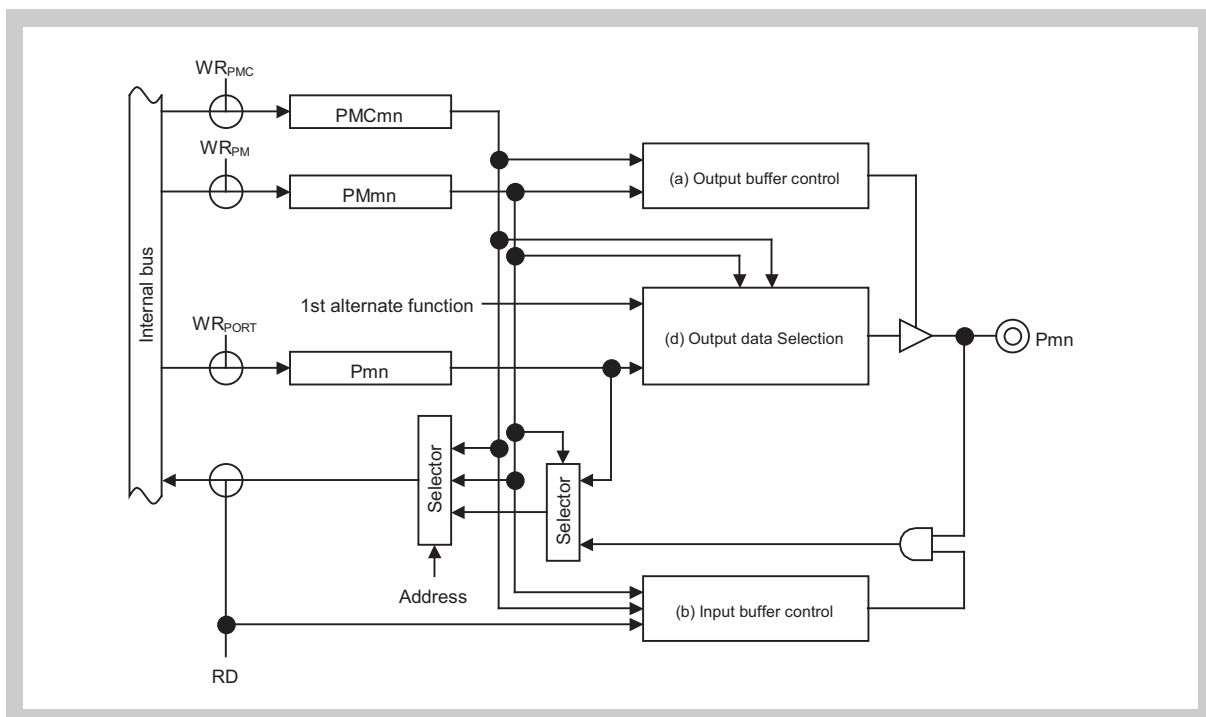 WRPMC
PMCmn
WRPM
PMmn
(a) Output buffer control
Internal bus
1st alternate function
(d) Output data Selection
WRPORT
Pmn
Pmn
Selector
Selector
Address
(b) Input buffer control
RD